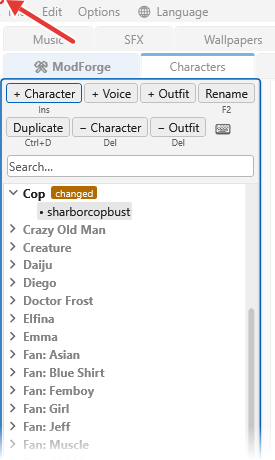 Edit Options Language
Music SFX Wallpapers
ModForge Characters
+ Character + Voice + Outfit Rename
Ins F2
Duplicate – Character – Outfit
Ctrl+D Del Del
Search...
Cop changed
• sharborcopbust
Crazy Old Man
Creature
Daiju
Diego
Doctor Frost
Elfina
Emma
Fan: Asian
Fan: Blue Shirt
Fan: Femboy
Fan: Girl
Fan: Jeff
Fan: Muscle